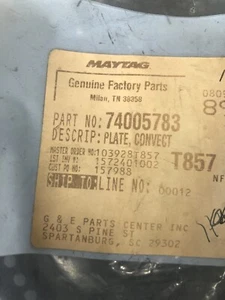 MAYTAG
Genuine Factory Parts
Milan, TN 38358
PART NO: 74005783
DESCRIP: PLATE, CONVECT
MASTER ORDER NO: 103928T857
LST INV #: 1572401002
CUST PO NO: 157988
T857
SHIP TO: LINE NO: 00012
G & E PARTS CENTER INC
2403 S PINE ST
SPARTANBURG, SC 29302